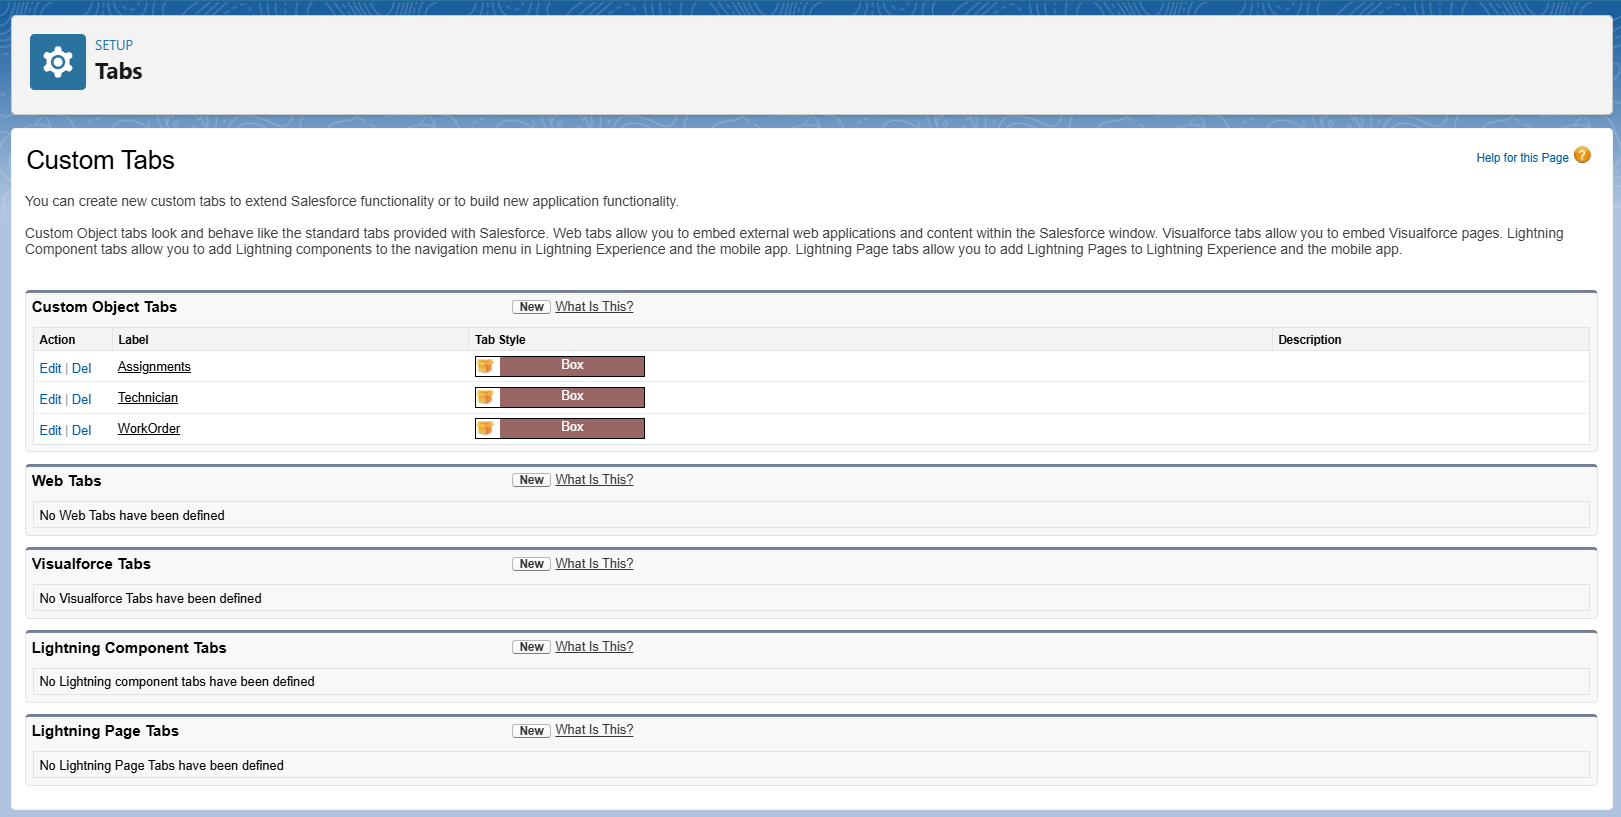 SETUP
Tabs
Custom Tabs
Help for this Page ?
You can create new custom tabs to extend Salesforce functionality or to build new application functionality.
Custom Object tabs look and behave like the standard tabs provided with Salesforce. Web tabs allow you to embed external web applications and content within the Salesforce window. Visualforce tabs allow you to embed Visualforce pages. Lightning
Component tabs allow you to add Lightning components to the navigation menu in Lightning Experience and the mobile app. Lightning Page tabs allow you to add Lightning Pages to Lightning Experience and the mobile app.
Custom Object Tabs New What Is This?
Action Label Tab Style Description
Edit | Del Assignments Box
Edit | Del Technician Box
Edit | Del WorkOrder Box
Web Tabs New What Is This?
No Web Tabs have been defined
Visualforce Tabs New What Is This?
No Visualforce Tabs have been defined
Lightning Component Tabs New What Is This?
No Lightning component tabs have been defined
Lightning Page Tabs New What Is This?
No Lightning Page Tabs have been defined